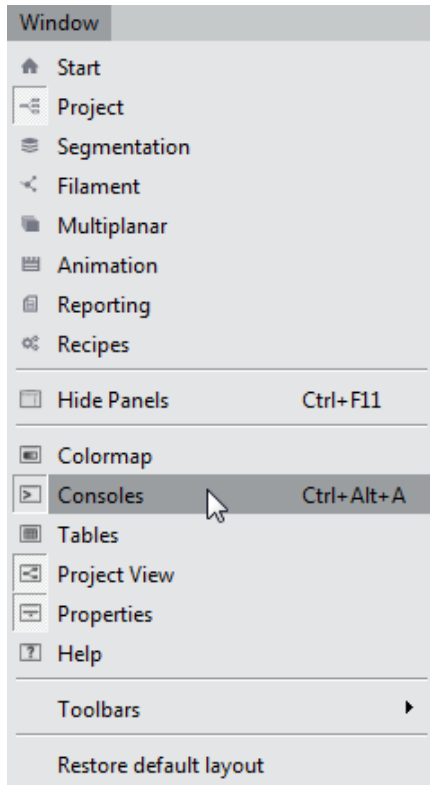 Window
Start
Project
Segmentation
Filament
Multiplanar
Animation
Reporting
Recipes
Hide Panels Ctrl+F11
Colormap
Consoles Ctrl+Alt+A
Tables
Project View
Properties
Help
Toolbars
Restore default layout